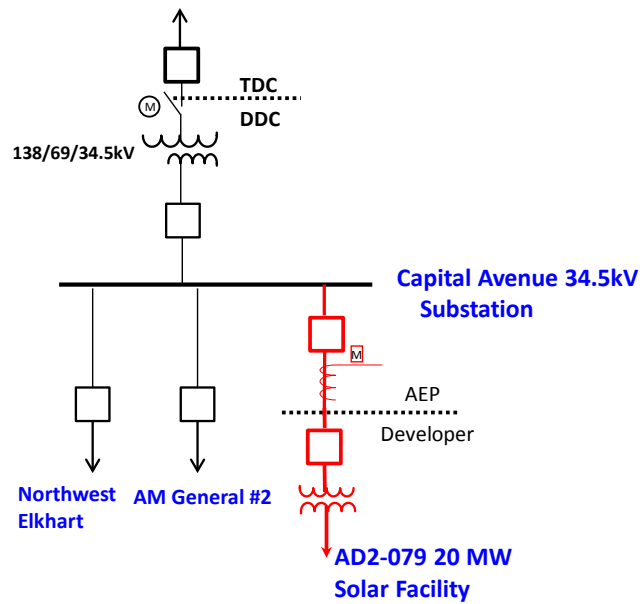 TDC
M
DDC
138/69/34.5kV
Capital Avenue 34.5kV
Substation
M
AEP
Developer
Northwest
Elkhart
AM General #2
AD2-079 20 MW
Solar Facility